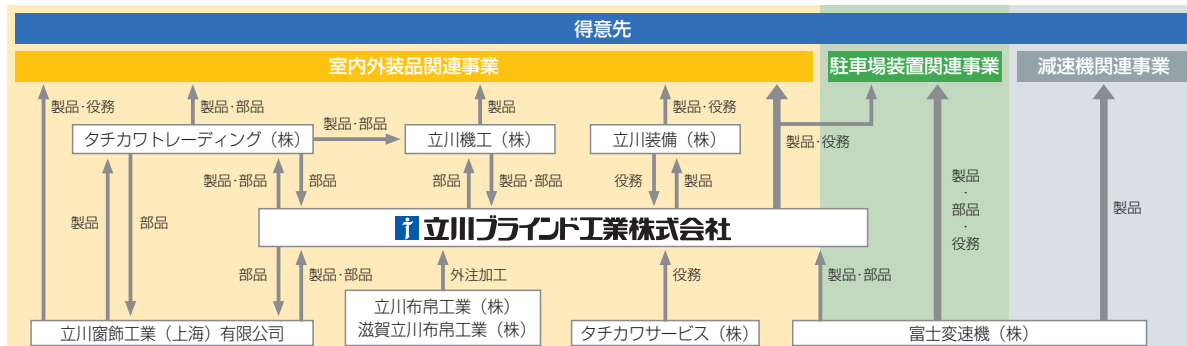 得意先
室内外装品関連事業
駐車場装置関連事業
減速機関連事業
製品・役務
製品・部品
製品
製品・役務
タチカワトレーディング（株）
製品・部品
立川機工（株）
立川装備（株）
製品・役務
製品・部品
部品
部品
製品・部品
役務
製品
製品
部品
立川ブラインド工業株式会社
製品
・
部品
・
役務
製品
部品
製品・部品
外注加工
役務
製品・部品
立川窗飾工業（上海）有限公司
立川布帛工業（株）
滋賀立川布帛工業（株）
タチカワサービス（株）
富士変速機（株）